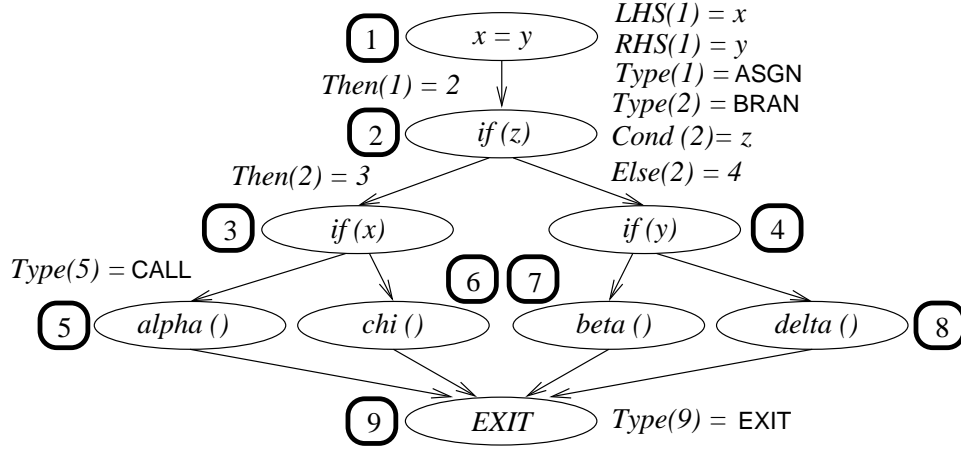 LHS(1) = x
1 x = y
RHS(1) = y
Then(1) = 2
Type(1) = ASGN
Type(2) = BRAN
2 if (z)
Cond (2)= z
Then(2) = 3
Else(2) = 4
3 if (x)
if (y) 4
Type(5) = CALL
6 7
5 alpha () chi () beta () delta () 8
9 EXIT
Type(9) = EXIT